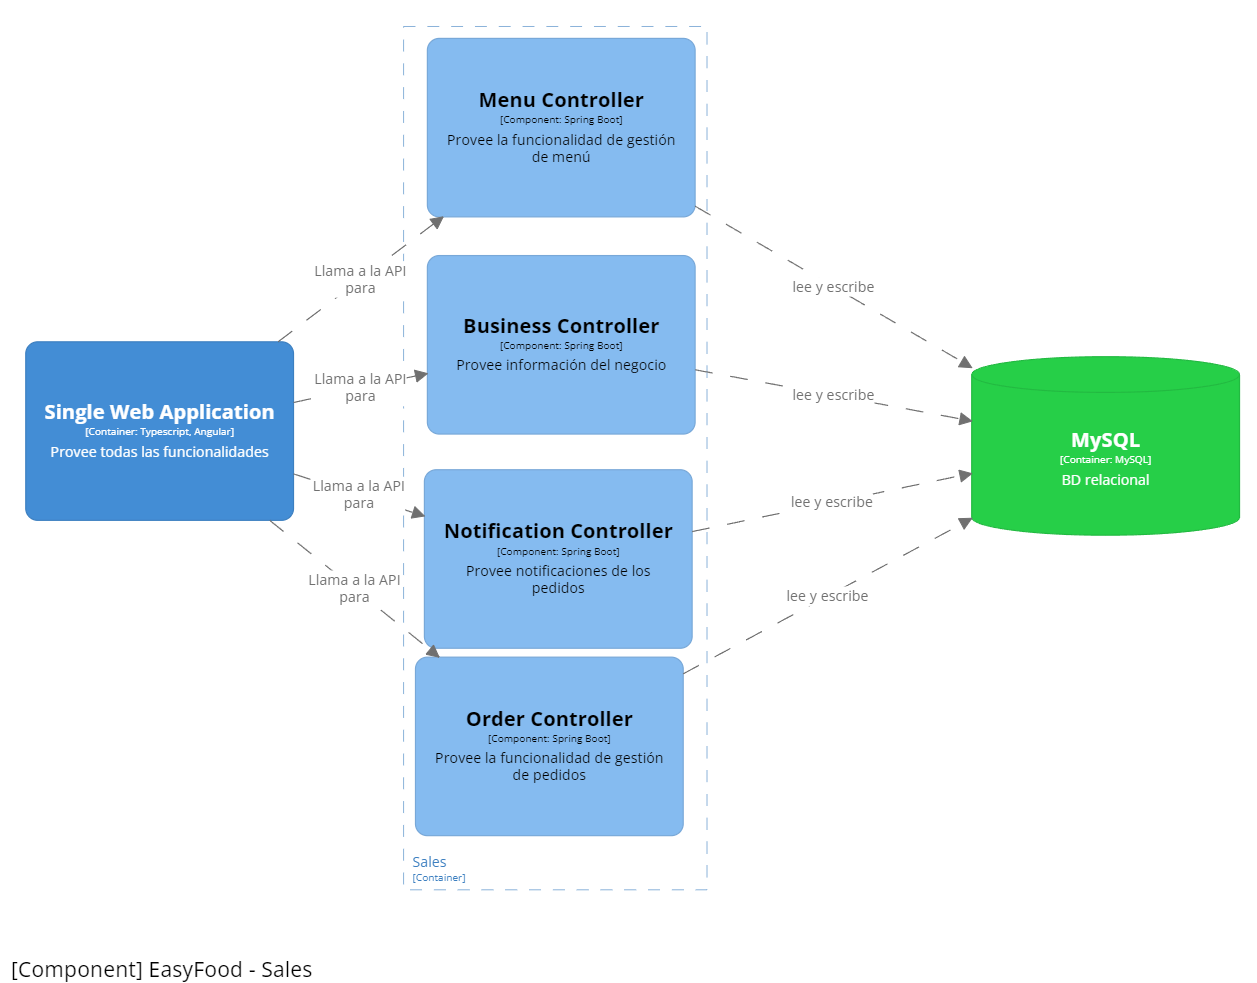 Menu Controller
[Component: Spring Boot]
Provee la funcionalidad de gestión
de menú
Llama a la API
para
lee y escribe
Business Controller
[Component: Spring Boot]
Provee información del negocio
Llama a la API
para
lee y escribe
Single Web Application
[Container: Typescript, Angular]
Provee todas las funcionalidades
MySQL
[Container: MySQL]
BD relacional
Llama a la API
para
lee y escribe
Notification Controller
[Component: Spring Boot]
Provee notificaciones de los
pedidos
Llama a la API
para
lee y escribe
Order Controller
[Component: Spring Boot]
Provee la funcionalidad de gestión
de pedidos
Sales
[Container]
[Component] EasyFood - Sales